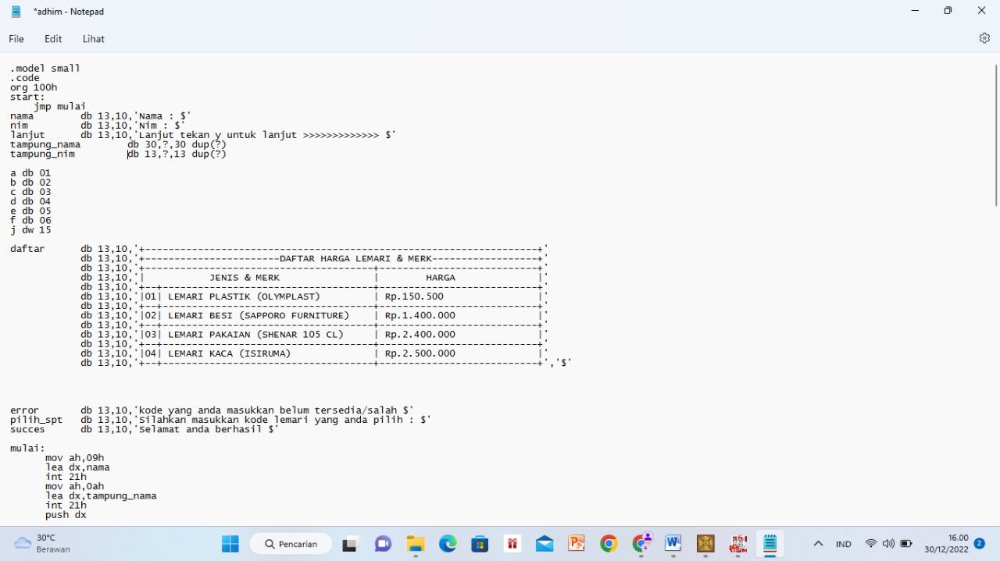 *adhim - Notepad
File Edit Lihat
.model small
.code
org 100h
start:
jmp mulai
nama db 13,10,'Nama : $'
nim db 13,10,'Nim : $'
lanjut db 13,10,'Lanjut tekan y untuk lanjut >>>>>>>>>>>>> $'
tampung_nama db 30,?,30 dup(?)
tampung_nim db 13,?,13 dup(?)
a db 01
b db 02
c db 03
d db 04
e db 05
f db 06
j dw 15
daftar db 13,10,'+-------------------------------------------------------------------+'
db 13,10,'+-----------------------DAFTAR HARGA LEMARI & MERK------------------+'
db 13,10,'+---------------------------------------+---------------------------+'
db 13,10,'| JENIS & MERK | HARGA |'
db 13,10,'+--+------------------------------------+---------------------------+'
db 13,10,'|01| LEMARI PLASTIK (OLYMPLAST) | Rp.150.500 |'
db 13,10,'+--+------------------------------------+---------------------------+'
db 13,10,'|02| LEMARI BESI (SAPPORO FURNITURE) | Rp.1.400.000 |'
db 13,10,'+--+------------------------------------+---------------------------+'
db 13,10,'|03| LEMARI PAKAIAN (SHENAR 105 CL) | Rp.2.400.000 |'
db 13,10,'+--+------------------------------------+---------------------------+'
db 13,10,'|04| LEMARI KACA (ISIRUMA) | Rp.2.500.000 |'
db 13,10,'+--+------------------------------------+---------------------------+','$'
error db 13,10,'kode yang anda masukkan belum tersedia/salah $'
pilih_spt db 13,10,'Silahkan masukkan kode lemari yang anda pilih : $'
succes db 13,10,'Selamat anda berhasil $'
mulai:
mov ah,09h
lea dx,nama
int 21h
mov ah,0ah
lea dx,tampung_nama
int 21h
push dx
30°C
Berawan
Pencarian
IND
16.00
30/12/2022
2